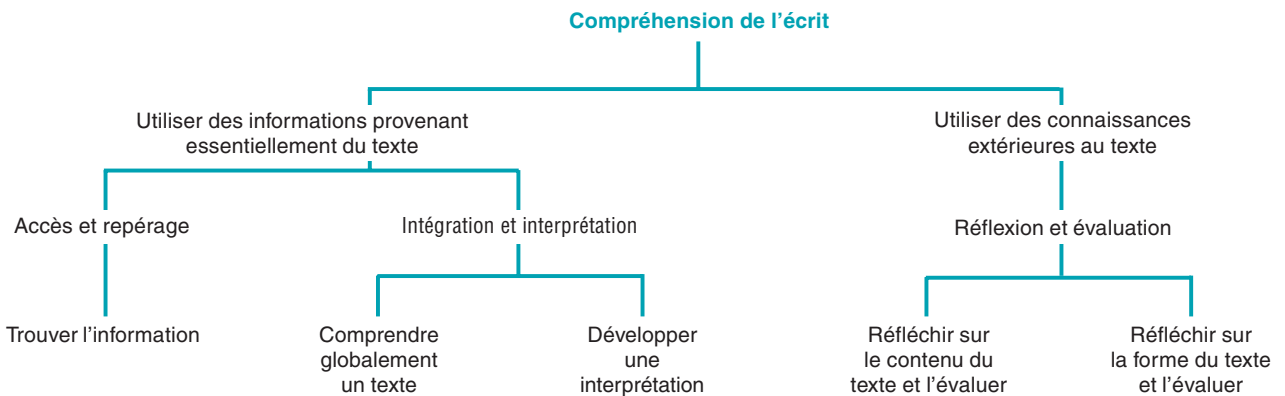 Compréhension de l’écrit
Utiliser des informations provenant
essentiellement du texte
Utiliser des connaissances
extérieures au texte
Accès et repérage
Intégration et interprétation
Réflexion et évaluation
Trouver l’information
Comprendre
globalement
un texte
Développer
une
interprétation
Réfléchir sur
le contenu du
texte et l’évaluer
Réfléchir sur
la forme du texte
et l’évaluer